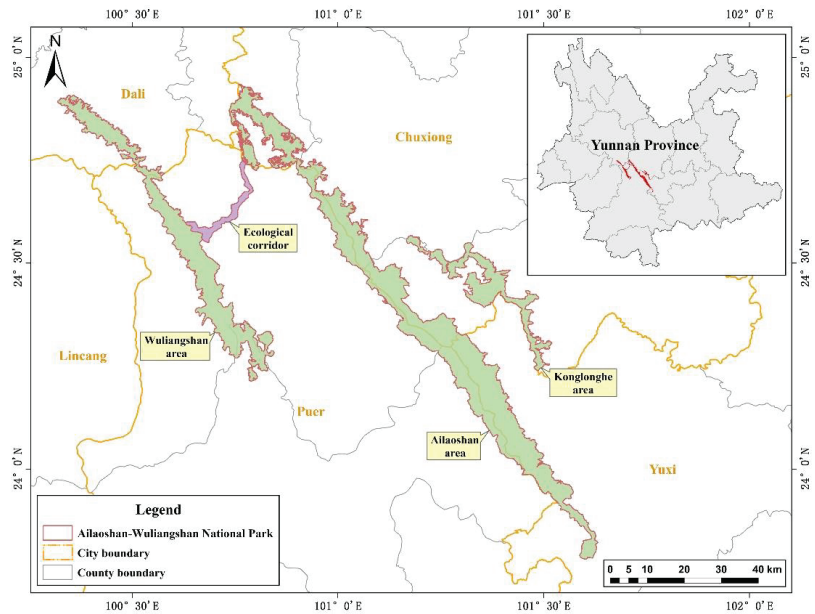 100° 30′E
101° 0′E
101° 30′E
102° 0′E
25° 0′N
24° 30′N
24° 0′N
N
Dali
Chuxiong
Yunnan Province
Ecological
corridor
Wuliangshan
area
Lincang
Puer
Konglonghe
area
Ailaoshan
area
Yuxi
Legend
Ailaoshan-Wuliangshan National Park
City boundary
County boundary
0 5 10 20 30 40 km
25° 0′N
24° 30′N
24° 0′N
100° 30′E
101° 0′E
101° 30′E
102° 0′E